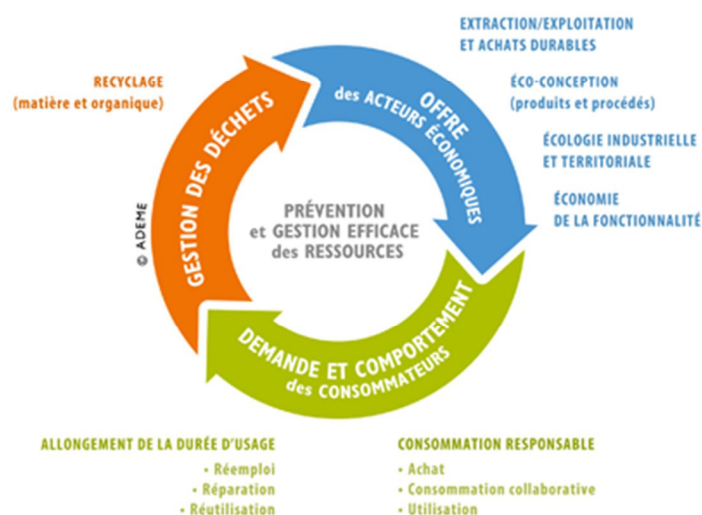 EXTRACTION/EXPLOITATION
ET ACHATS DURABLES
ÉCO-CONCEPTION
(produits et procédés)
ÉCOLOGIE INDUSTRIELLE
ET TERRITORIALE
ÉCONOMIE
DE LA FONCTIONNALITÉ
OFFRE
des ACTEURS ÉCONOMIQUES
RECYCLAGE
(matière et organique)
GESTION DES DÉCHETS
© ADEME
PRÉVENTION
et GESTION EFFICACE
des RESSOURCES
DEMANDE ET COMPORTEMENT
des CONSOMMATEURS
ALLONGEMENT DE LA DURÉE D'USAGE
• Réemploi
• Réparation
• Réutilisation
CONSOMMATION RESPONSABLE
• Achat
• Consommation collaborative
• Utilisation